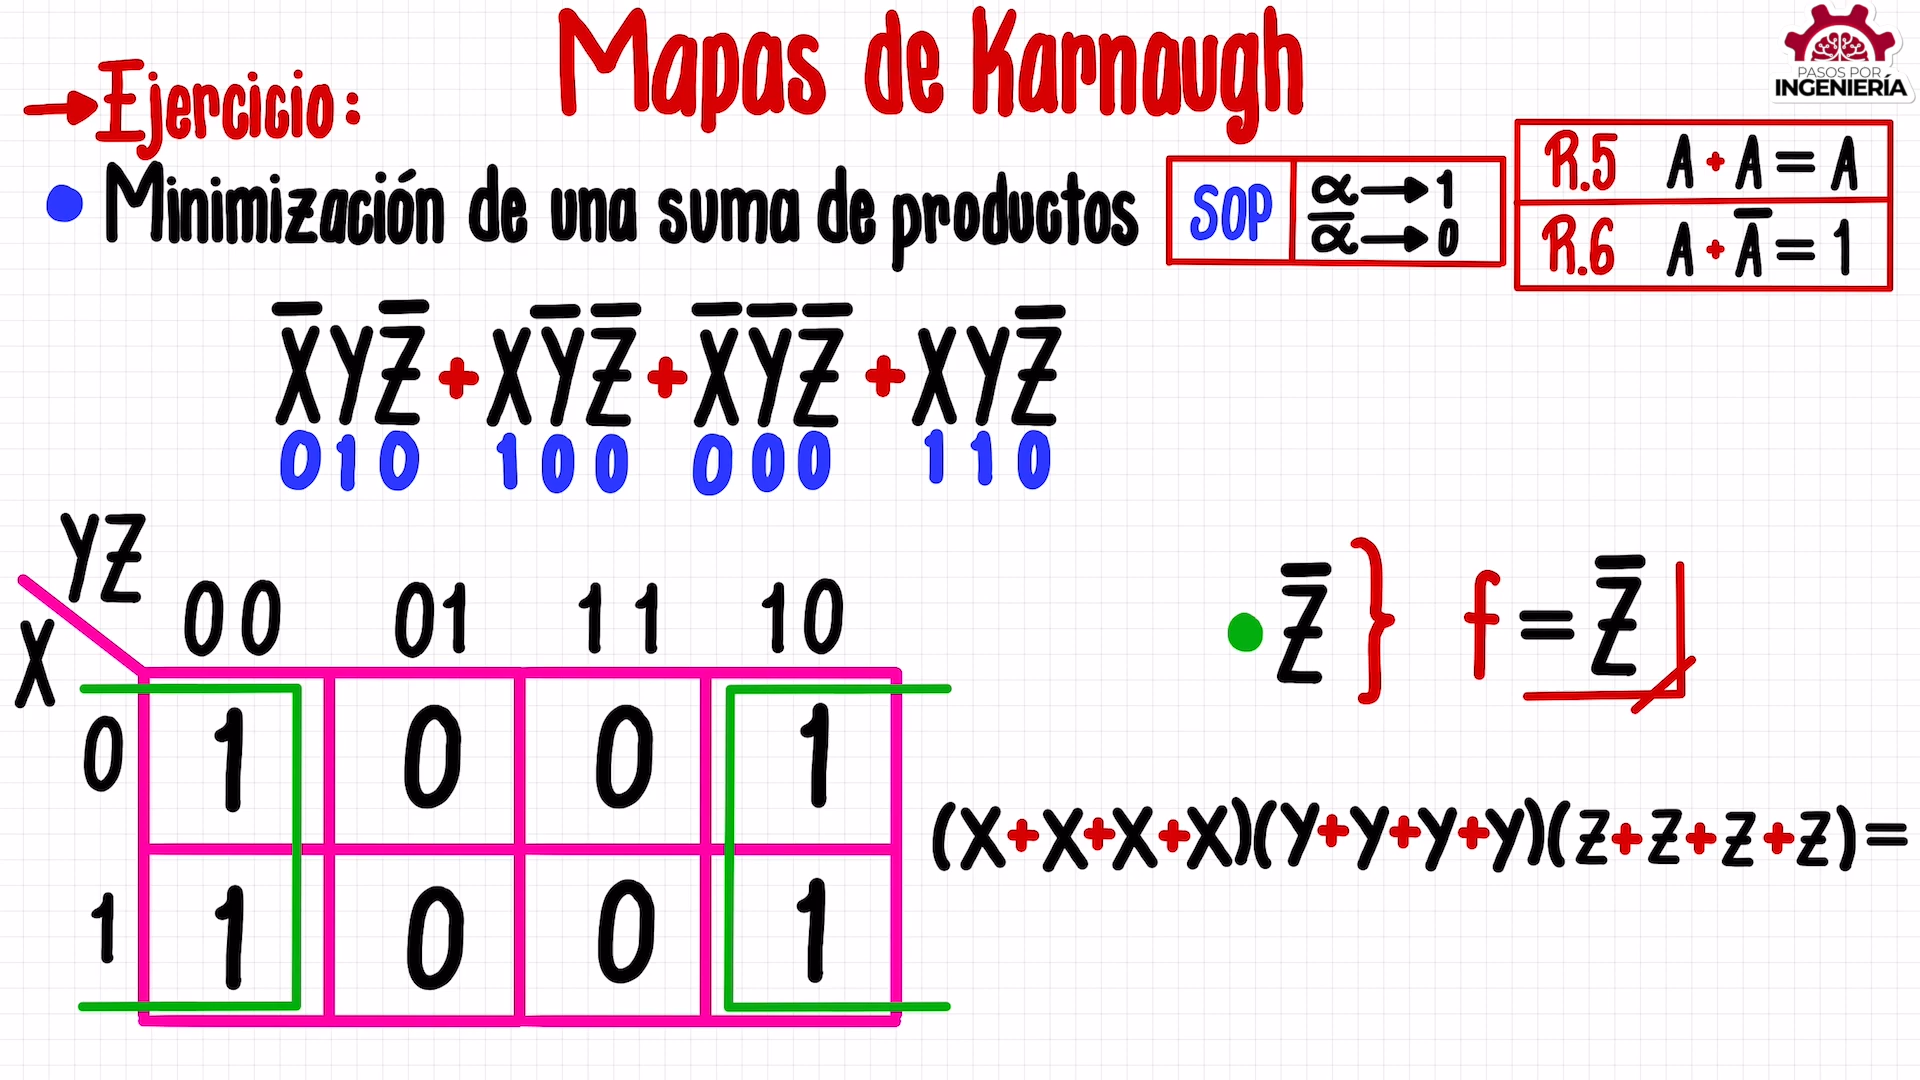 Mapas de Karnaugh
PASOS POR
INGENIERÍA
→Ejercicio:
• Minimización de una suma de productos
SOP α→1
α̅→0
R.5 A + A = A
R.6 A + A̅ = 1
X̅YZ̅ + XY̅Z̅ + X̅Y̅Z̅ + XYZ̅
010 100 000 110
YZ
X
00 01 11 10
0 1 0 0 1
1 1 0 0 1
• Z̅ } f = Z̅
(X+X+X+X)(Y+Y+Y+Y)(Z+Z+Z+Z)=